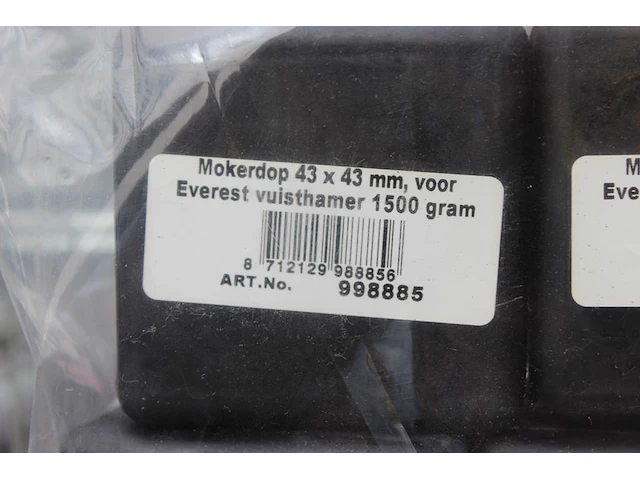 Mokerdop 43 x 43 mm, voor
Everest vuisthamer 1500 gram
8 712129 988856
ART.No. 998885